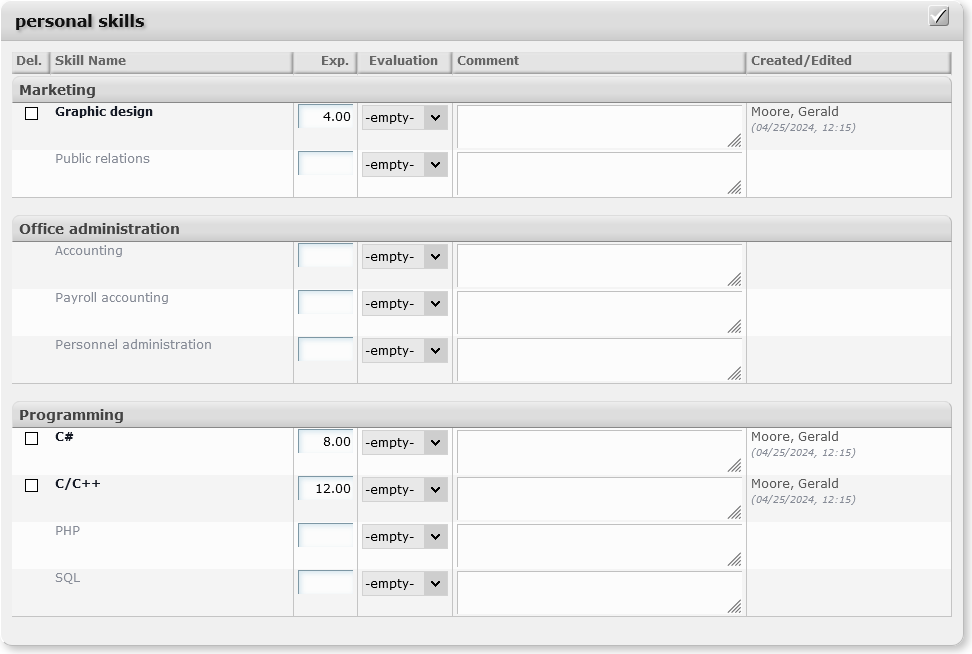 personal skills
Del. Skill Name Exp. Evaluation Comment Created/Edited
Marketing
Graphic design 4.00 -empty- Moore, Gerald
(04/25/2024, 12:15)
Public relations -empty-
Office administration
Accounting -empty-
Payroll accounting -empty-
Personnel administration -empty-
Programming
C# 8.00 -empty- Moore, Gerald
(04/25/2024, 12:15)
C/C++ 12.00 -empty- Moore, Gerald
(04/25/2024, 12:15)
PHP -empty-
SQL -empty-